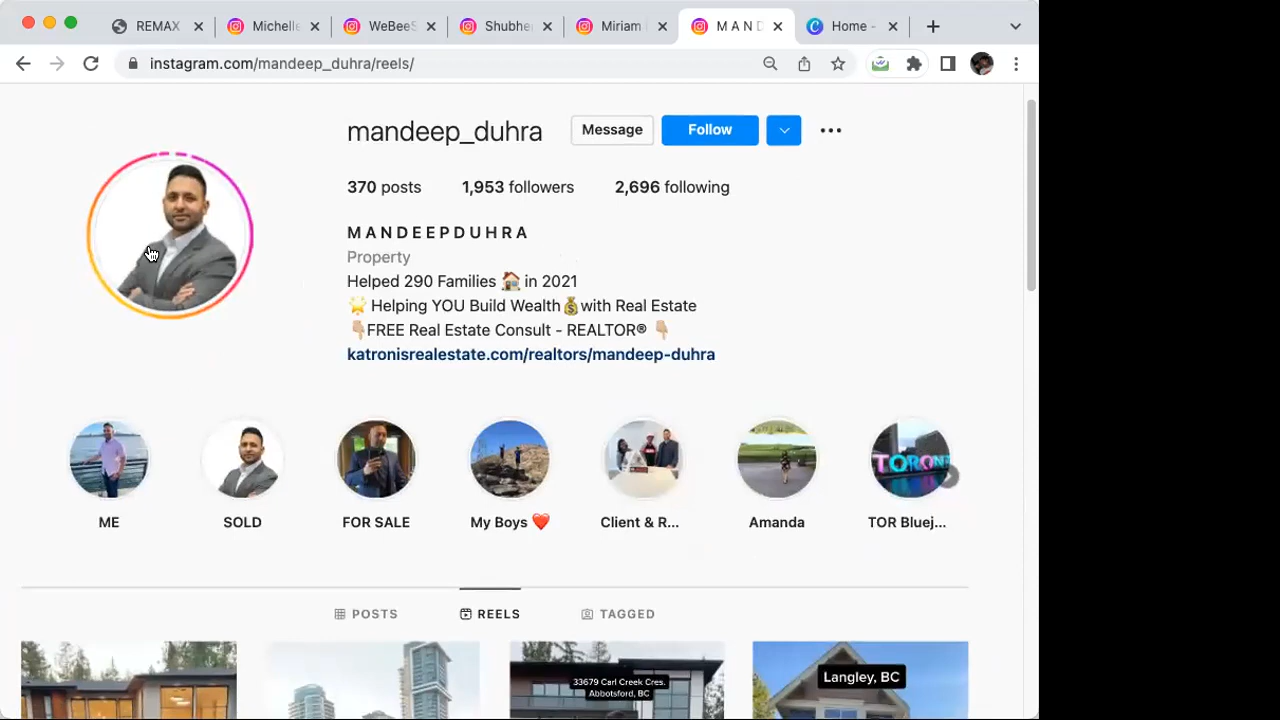 REMAX
Michelle
WeBeeS
Shubhe
Miriam
M A N D
Home -
instagram.com/mandeep_duhra/reels/
mandeep_duhra
Message
Follow
370 posts
1,953 followers
2,696 following
M A N D E E P D U H R A
Property
Helped 290 Families 🏠 in 2021
🌟 Helping YOU Build Wealth💰with Real Estate
👇🏼FREE Real Estate Consult - REALTOR® 👇🏼
katronisrealestate.com/realtors/mandeep-duhra
TORON
ME
SOLD
FOR SALE
My Boys ❤️
Client & R...
Amanda
TOR Bluej...
POSTS
REELS
TAGGED
33679 Carl Creek Cres.
Abbotsford, BC
Langley, BC